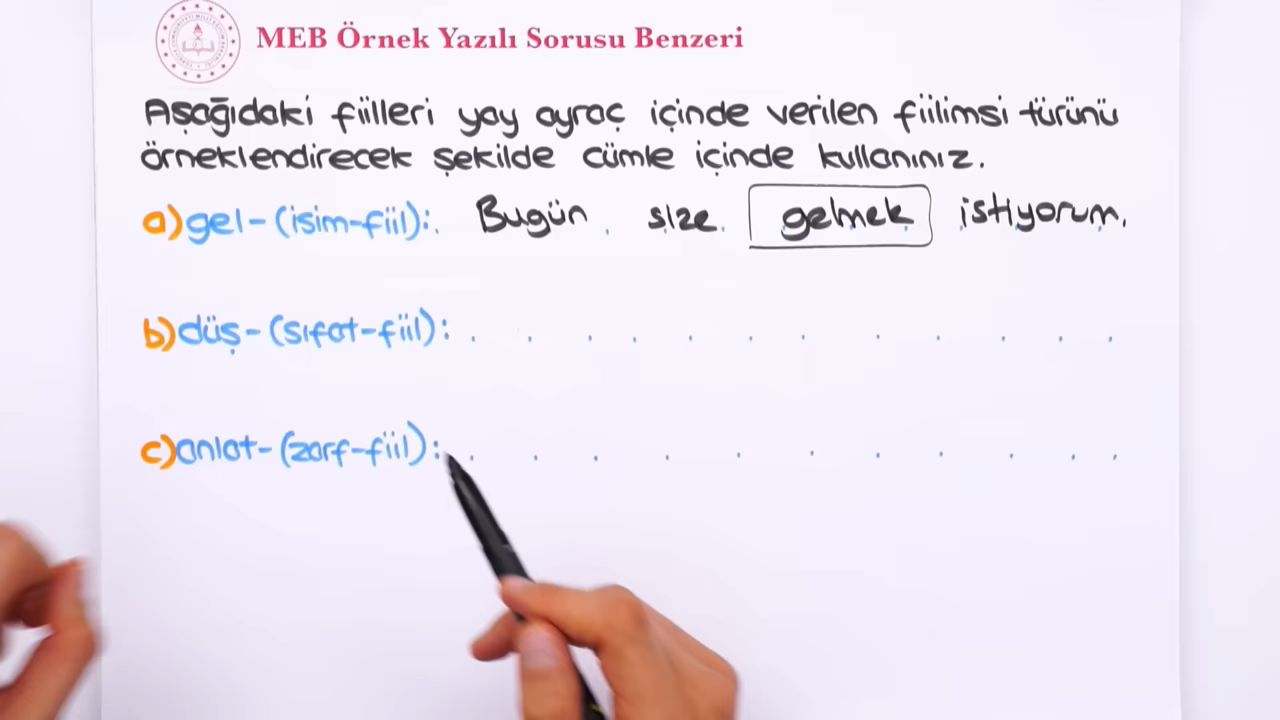 MEB Örnek Yazılı Sorusu Benzeri
Aşağıdaki fiilleri yay ayraç içinde verilen fiilimsi türünü
örneklendirecek şekilde cümle içinde kullanınız.
a) gel-(isim-fiil): Bugün size gelmek istiyorum.
b) düş-(sıfat-fiil): . . . . . . . . . . .
c) anlat-(zarf-fiil): . . . . . . . . . . .